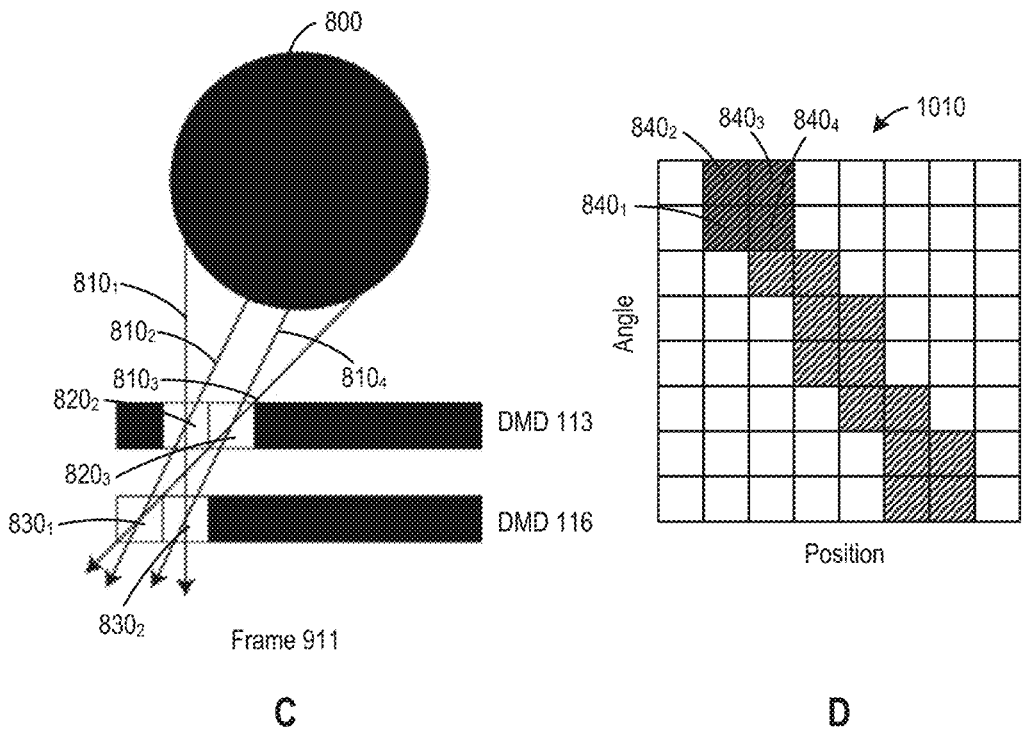 800
1010
840₂
840₃
840₄
840₁
810₁
810₂
810₃
810₄
820₂
DMD 113
820₃
830₁
DMD 116
830₂
Angle
Position
Frame 911
C
D